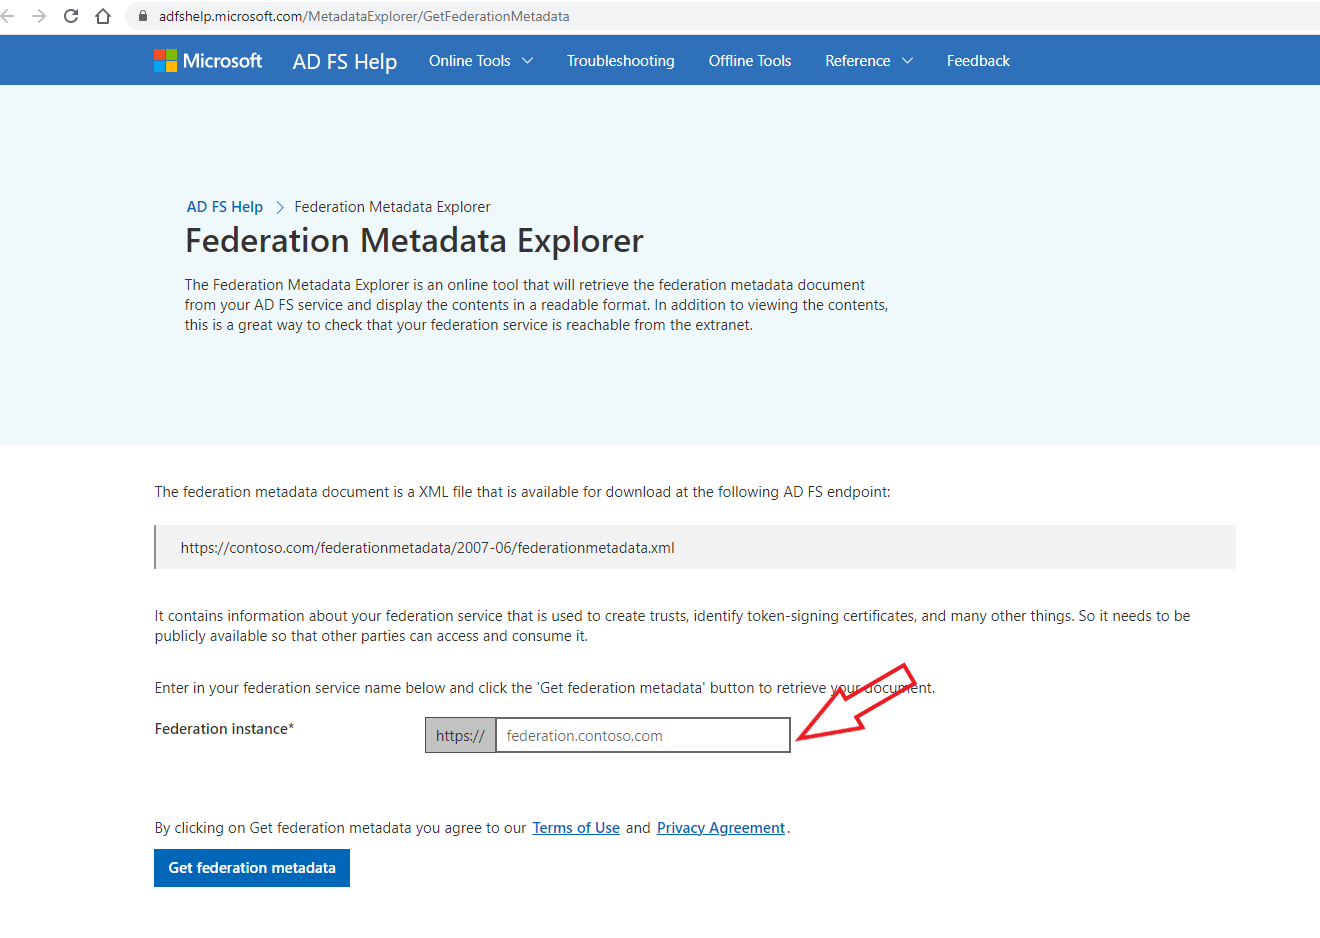 adfshelp.microsoft.com/MetadataExplorer/GetFederationMetadata
Microsoft AD FS Help Online Tools Troubleshooting Offline Tools Reference Feedback
AD FS Help Federation Metadata Explorer
Federation Metadata Explorer
The Federation Metadata Explorer is an online tool that will retrieve the federation metadata document
from your AD FS service and display the contents in a readable format. In addition to viewing the contents,
this is a great way to check that your federation service is reachable from the extranet.
The federation metadata document is a XML file that is available for download at the following AD FS endpoint:
https://contoso.com/federationmetadata/2007-06/federationmetadata.xml
It contains information about your federation service that is used to create trusts, identify token-signing certificates, and many other things. So it needs to be
publicly available so that other parties can access and consume it.
Enter in your federation service name below and click the 'Get federation metadata' button to retrieve your document.
Federation instance* https:// federation.contoso.com
By clicking on Get federation metadata you agree to our Terms of Use and Privacy Agreement.
Get federation metadata